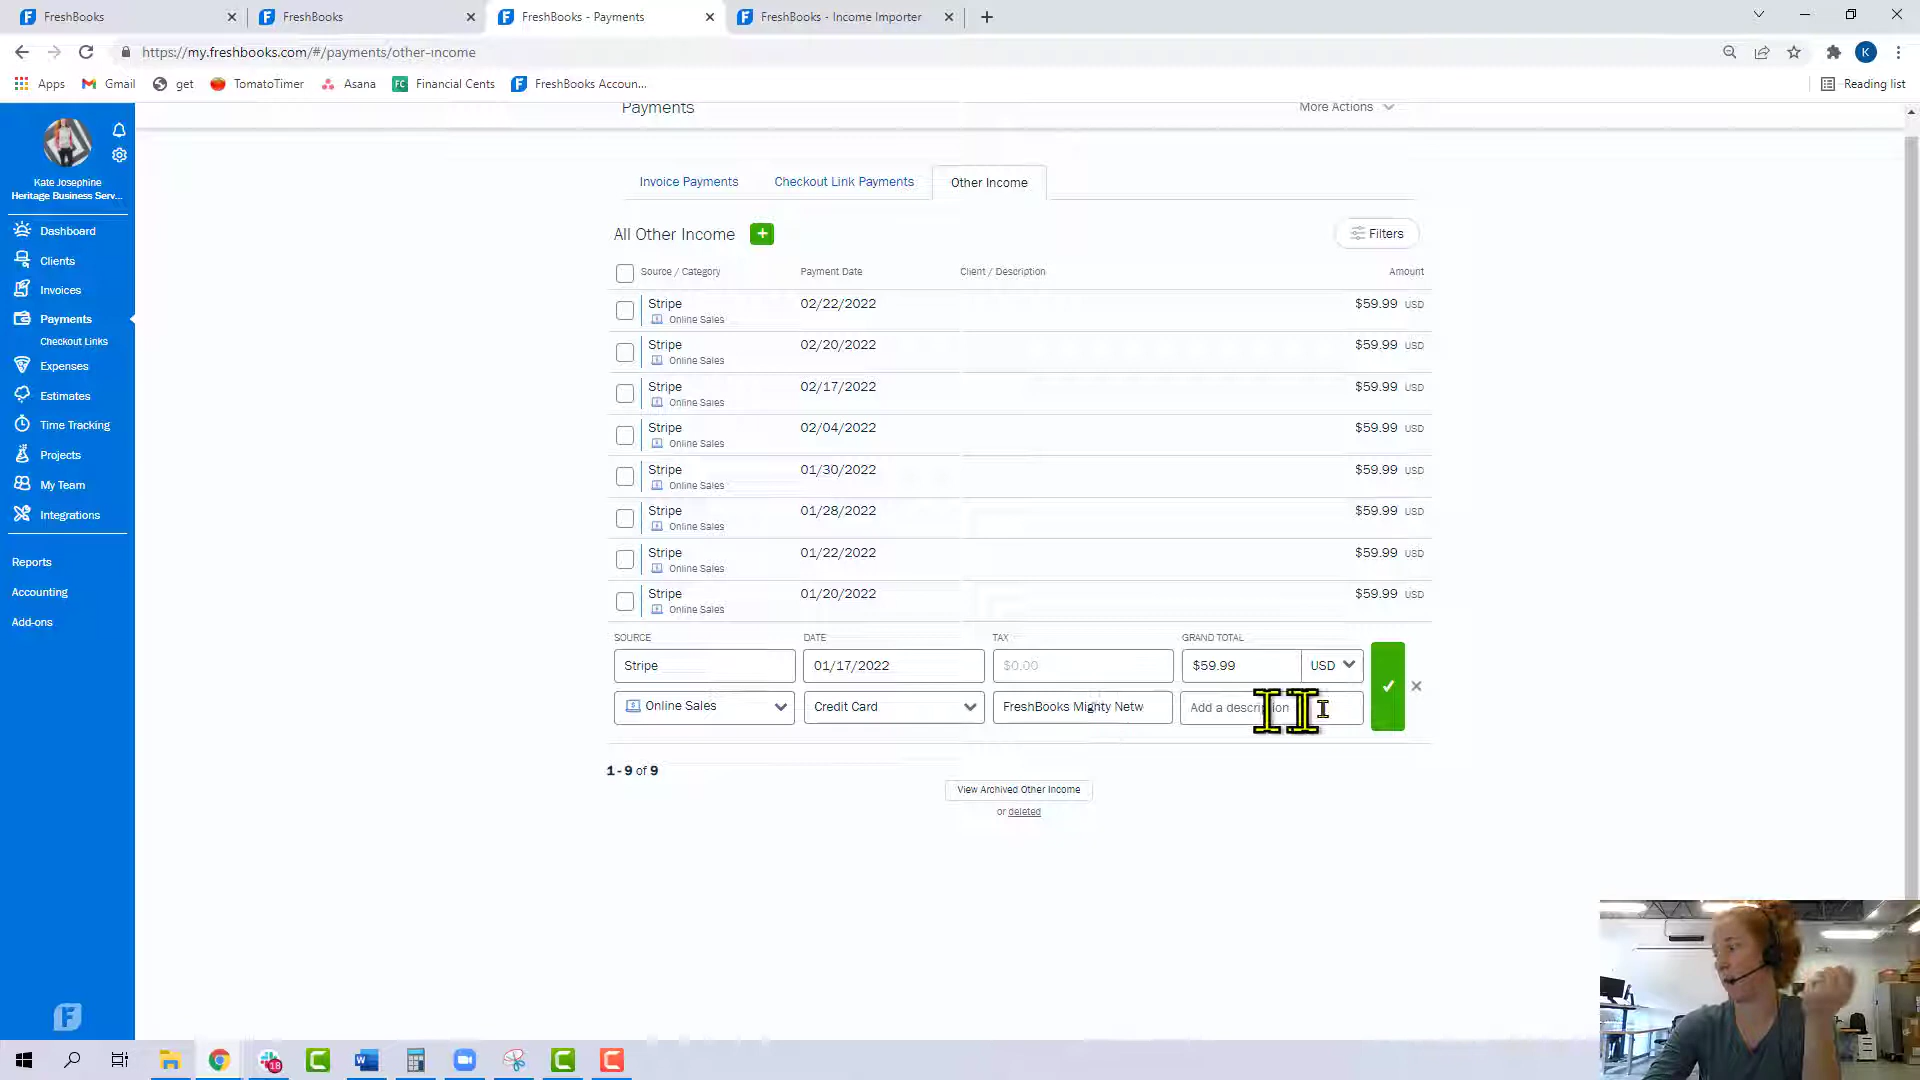 FreshBooks
FreshBooks
FreshBooks - Payments
FreshBooks - Income Importer
https://my.freshbooks.com/#/payments/other-income
K
Apps
Gmail
get
TomatoTimer
Asana
FC Financial Cents
FreshBooks Accoun...
Reading list
Kate Josephine
Heritage Business Serv...
Dashboard
Clients
Invoices
Payments
Checkout Links
Expenses
Estimates
Time Tracking
Projects
My Team
Integrations
Reports
Accounting
Add-ons
Payments
More Actions
Invoice Payments
Checkout Link Payments
Other Income
All Other Income +
Filters
Source / Category Payment Date Client / Description Amount
Stripe 02/22/2022 $59.99 USD
Online Sales
Stripe 02/20/2022 $59.99 USD
Online Sales
Stripe 02/17/2022 $59.99 USD
Online Sales
Stripe 02/04/2022 $59.99 USD
Online Sales
Stripe 01/30/2022 $59.99 USD
Online Sales
Stripe 01/28/2022 $59.99 USD
Online Sales
Stripe 01/22/2022 $59.99 USD
Online Sales
Stripe 01/20/2022 $59.99 USD
Online Sales
SOURCE DATE TAX GRAND TOTAL
Stripe 01/17/2022 $0.00 $59.99 USD
Online Sales Credit Card FreshBooks Mighty Netw Add a description
1 - 9 of 9
View Archived Other Income
or deleted
18